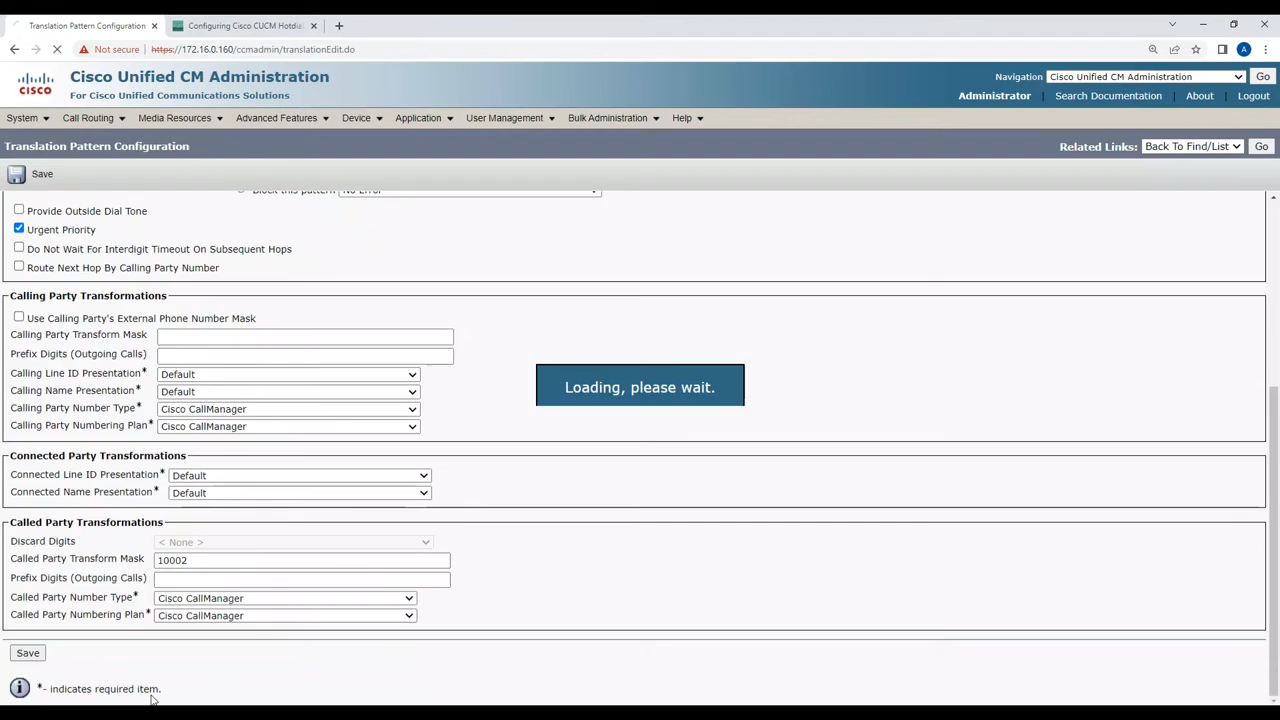 Translation Pattern Configuration
Configuring Cisco CUCM Hotdia
Not secure
https://172.16.0.160/ccmadmin/translationEdit.do
A
CISCO
Cisco Unified CM Administration
For Cisco Unified Communications Solutions
Navigation Cisco Unified CM Administration Go
Administrator | Search Documentation | About | Logout
System Call Routing Media Resources Advanced Features Device Application User Management Bulk Administration Help
Translation Pattern Configuration
Related Links: Back To Find/List Go
Save
Block this pattern No Error
Provide Outside Dial Tone
Urgent Priority
Do Not Wait For Interdigit Timeout On Subsequent Hops
Route Next Hop By Calling Party Number
Calling Party Transformations
Use Calling Party's External Phone Number Mask
Calling Party Transform Mask
Prefix Digits (Outgoing Calls)
Calling Line ID Presentation* Default
Calling Name Presentation* Default
Calling Party Number Type* Cisco CallManager
Calling Party Numbering Plan* Cisco CallManager
Loading, please wait.
Connected Party Transformations
Connected Line ID Presentation* Default
Connected Name Presentation* Default
Called Party Transformations
Discard Digits < None >
Called Party Transform Mask 10002
Prefix Digits (Outgoing Calls)
Called Party Number Type* Cisco CallManager
Called Party Numbering Plan* Cisco CallManager
Save
*- indicates required item.